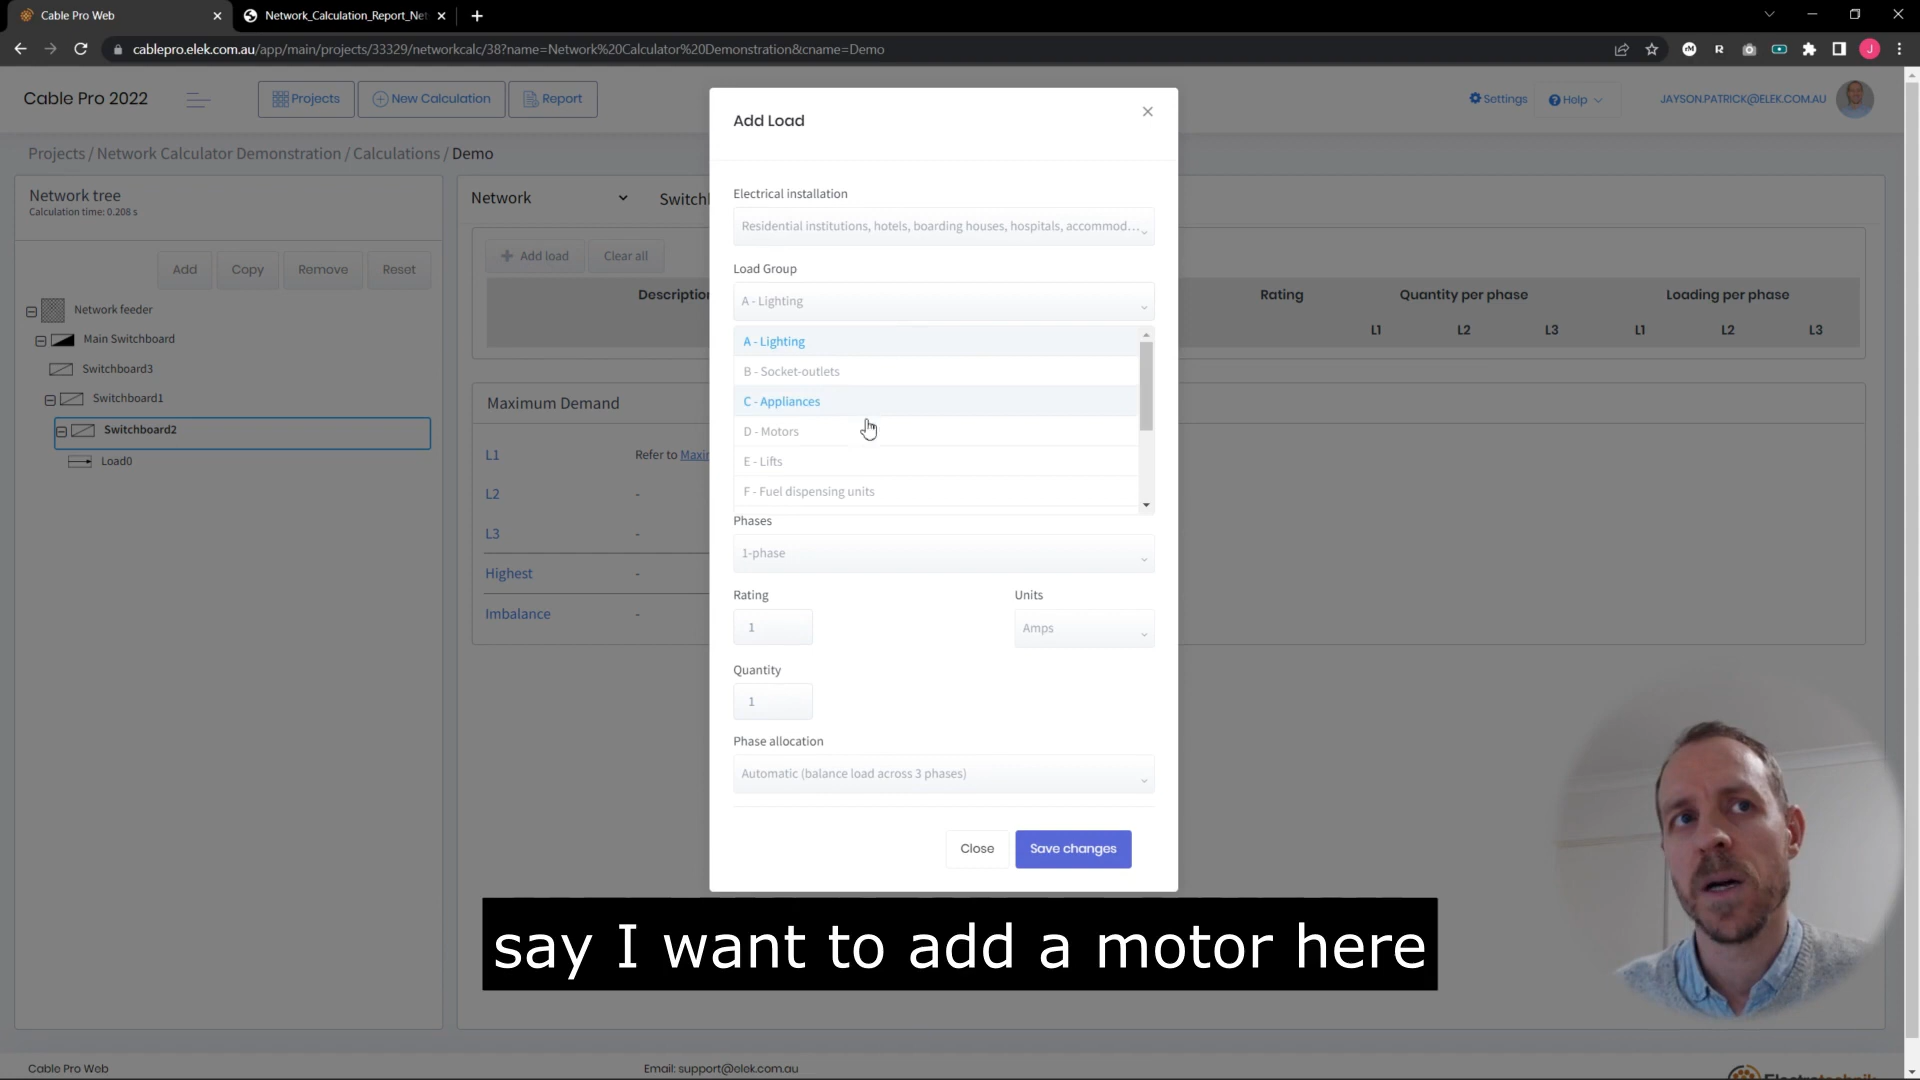 Cable Pro Web
Network_Calculation_Report_Net
cablepro.elek.com.au/app/main/projects/33329/networkcalc/38?name=Network%20Calculator%20Demonstration&cname=Demo
R
J
Cable Pro 2022
Projects
New Calculation
Report
Settings
Help
JAYSON.PATRICK@ELEK.COM.AU
Projects / Network Calculator Demonstration / Calculations / Demo
Network tree
Calculation time: 0.208 s
Add
Copy
Remove
Reset
Network feeder
Main Switchboard
Switchboard3
Switchboard1
Switchboard2
Load0
Network
Switchb
Add load
Clear all
Description
Rating
Quantity per phase
Loading per phase
L1
L2
L3
L1
L2
L3
Maximum Demand
L1
Refer to Maxi
L2 -
L3 -
Highest -
Imbalance -
Add Load
Electrical installation
Residential institutions, hotels, boarding houses, hospitals, accommod...
Load Group
A - Lighting
A - Lighting
B - Socket-outlets
C - Appliances
D - Motors
E - Lifts
F - Fuel dispensing units
Phases
1-phase
Rating
Units
1
Amps
Quantity
1
Phase allocation
Automatic (balance load across 3 phases)
Close
Save changes
say I want to add a motor here
Cable Pro Web
Email: support@elek.com.au